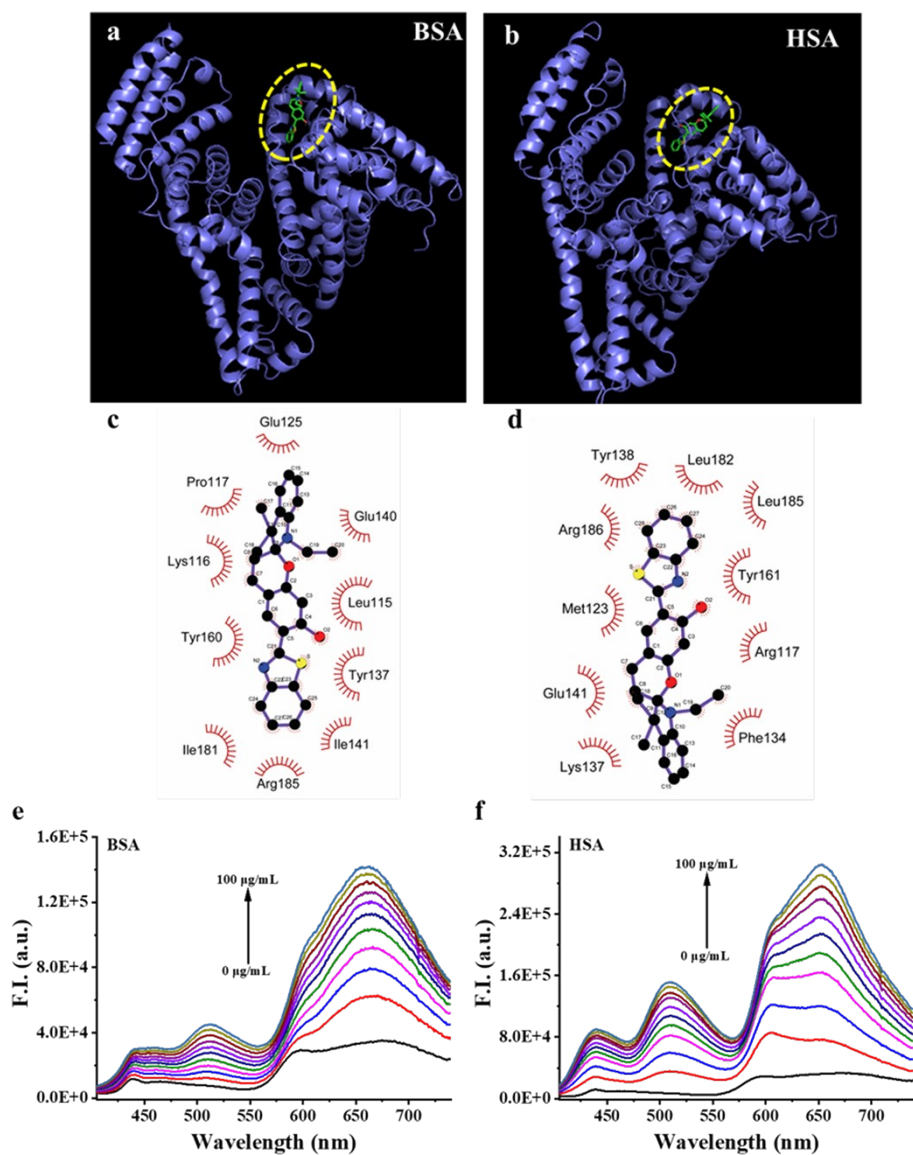 a
BSA
b
HSA
c
Glu125
Pro117
Glu140
Lys116
Leu115
Tyr160
Tyr137
Ile181
Ile141
Arg185
d
Tyr138
Leu182
Leu185
Arg186
Tyr161
Met123
Arg117
Glu141
Phe134
Lys137
e
BSA
100 µg/mL
0 µg/mL
1.6E+5
1.2E+5
8.0E+4
4.0E+4
0.0
F.I. (a.u.)
450 500 550 600 650 700
Wavelength (nm)
f
HSA
100 µg/mL
0 µg/mL
3.2E+5
2.4E+5
1.6E+5
8.0E+4
0.0
F.I. (a.u.)
450 500 550 600 650 700
Wavelength (nm)